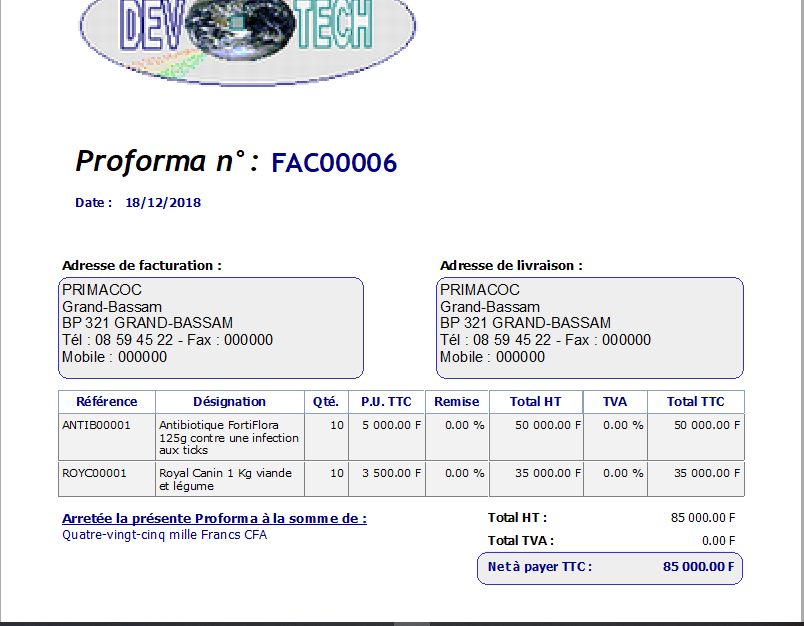 DEV TECH
Proforma n° : FAC00006
Date : 18/12/2018
Adresse de facturation :
PRIMACOC
Grand-Bassam
BP 321 GRAND-BASSAM
Tél : 08 59 45 22 - Fax : 000000
Mobile : 000000
Adresse de livraison :
PRIMACOC
Grand-Bassam
BP 321 GRAND-BASSAM
Tél : 08 59 45 22 - Fax : 000000
Mobile : 000000
Référence Désignation Qté. P.U. TTC Remise Total HT TVA Total TTC
ANTIB00001 Antibiotique FortiFlora 10 5 000.00 F 0.00 % 50 000.00 F 0.00 % 50 000.00 F
125g contre une infection
aux ticks
ROYC00001 Royal Canin 1 Kg viande 10 3 500.00 F 0.00 % 35 000.00 F 0.00 % 35 000.00 F
et légume
Arretée la présente Proforma à la somme de :
Quatre-vingt-cinq mille Francs CFA
Total HT : 85 000.00 F
Total TVA : 0.00 F
Net à payer TTC : 85 000.00 F